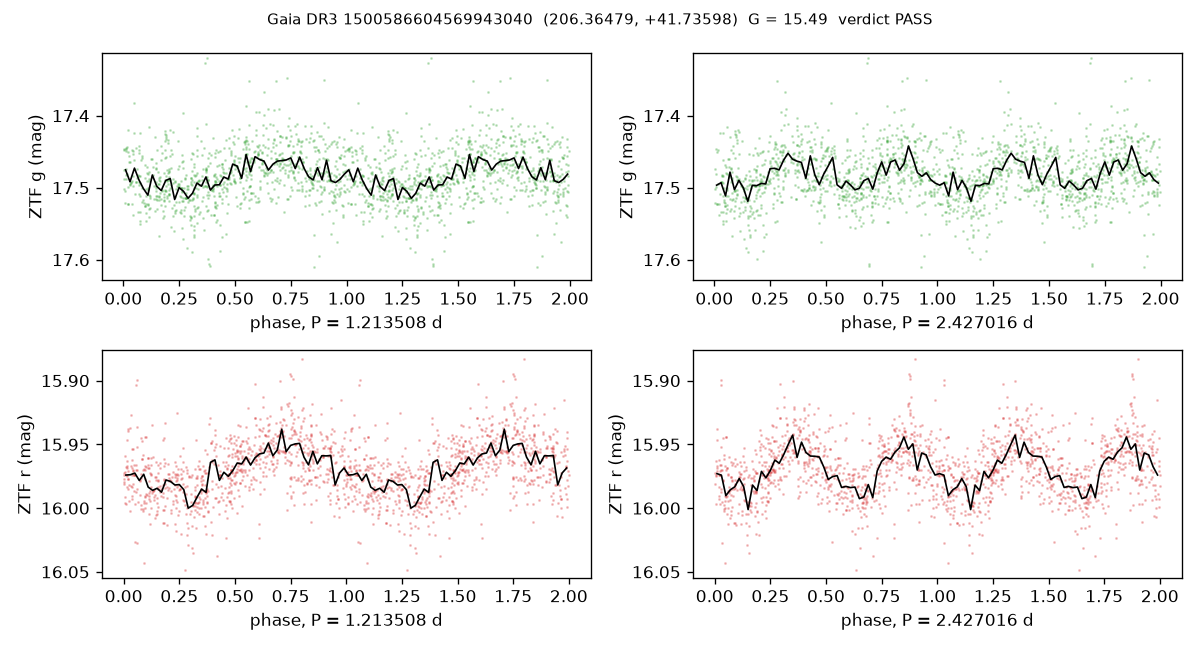 Gaia DR3 1500586604569943040 (206.36479, +41.73598) G = 15.49 verdict PASS
ZTF g (mag)
17.4
17.5
17.6
0.00 0.25 0.50 0.75 1.00 1.25 1.50 1.75 2.00
phase, P = 1.213508 d
ZTF g (mag)
17.4
17.5
17.6
0.00 0.25 0.50 0.75 1.00 1.25 1.50 1.75 2.00
phase, P = 2.427016 d
ZTF r (mag)
15.90
15.95
16.00
16.05
0.00 0.25 0.50 0.75 1.00 1.25 1.50 1.75 2.00
phase, P = 1.213508 d
ZTF r (mag)
15.90
15.95
16.00
16.05
0.00 0.25 0.50 0.75 1.00 1.25 1.50 1.75 2.00
phase, P = 2.427016 d